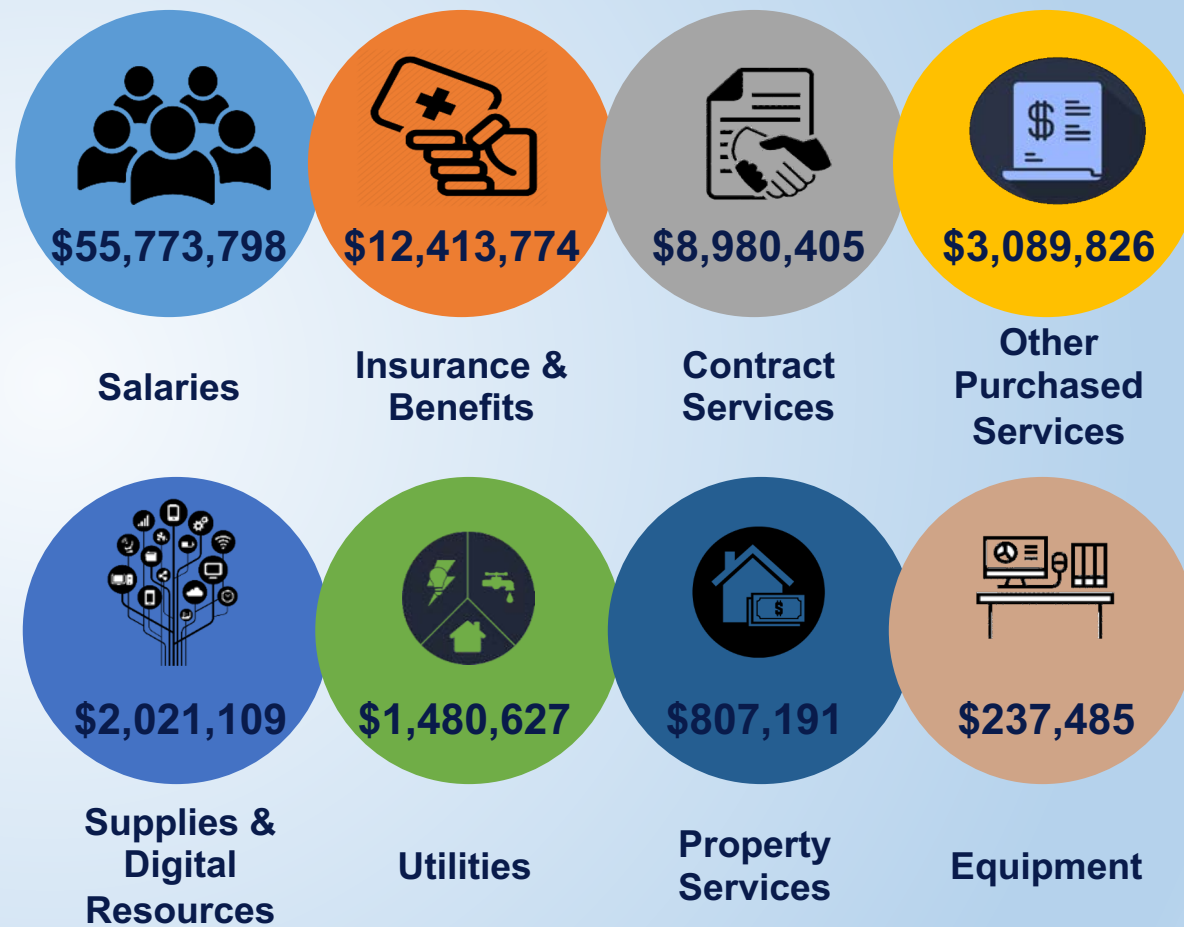 $55,773,798
$12,413,774
$8,980,405
$3,089,826
Salaries
Insurance &
Benefits
Contract
Services
Other
Purchased
Services
$2,021,109
$1,480,627
$807,191
$237,485
Supplies &
Digital
Resources
Utilities
Property
Services
Equipment